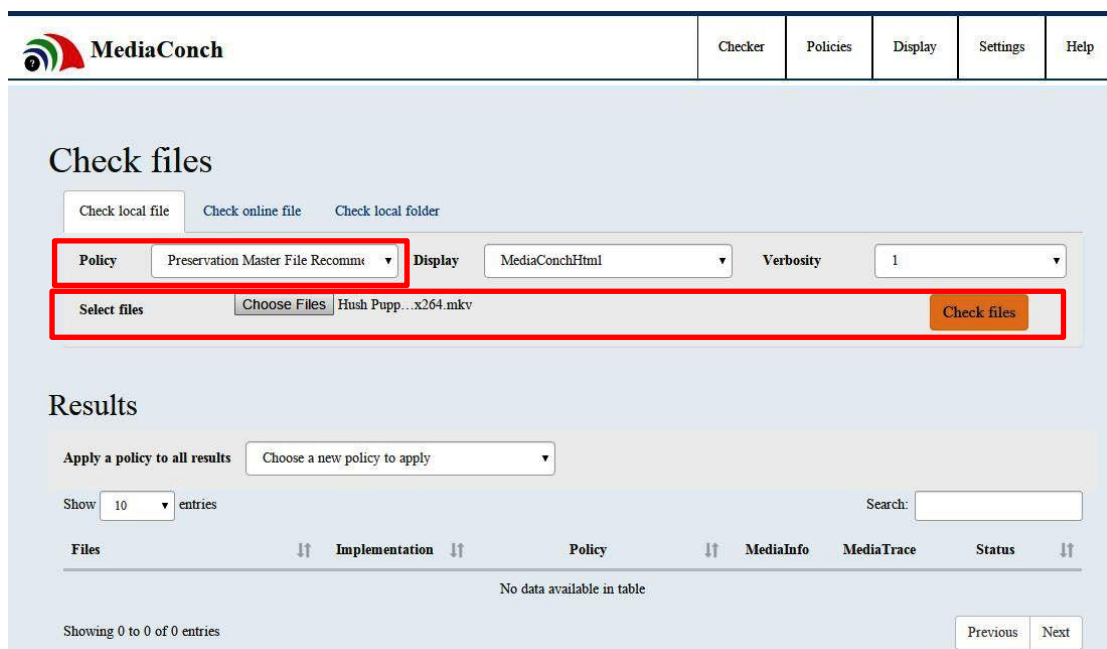 MediaConch Checker Policies Display Settings Help
?
Check files
Check local file Check online file Check local folder
Policy Preservation Master File Recomme Display MediaConchHtml Verbosity 1
Select files Choose Files Hush Pupp…x264.mkv Check files
Results
Apply a policy to all results Choose a new policy to apply
Show 10 entries Search:
Files Implementation Policy MediaInfo MediaTrace Status
No data available in table
Showing 0 to 0 of 0 entries Previous Next